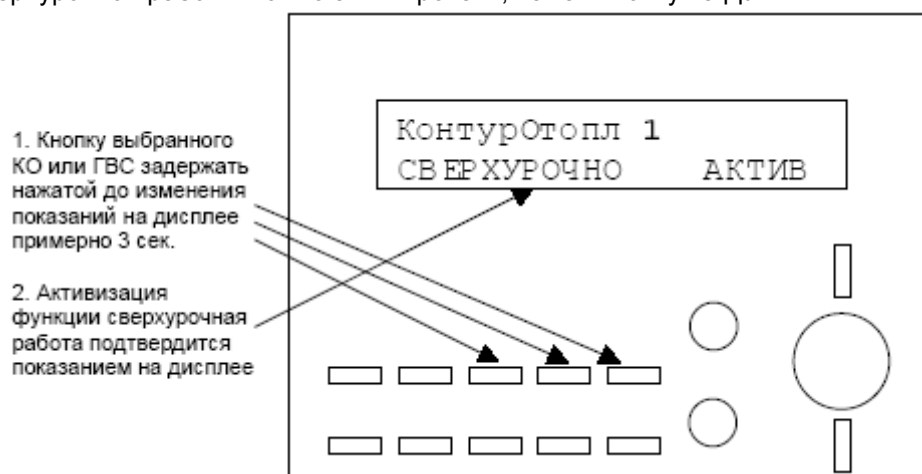 КонтурОтопл 1
СВЕРХУРОЧНО АКТИВ
1. Кнопку выбранного
КО или ГВС задержать
нажатой до изменения
показаний на дисплее
примерно 3 сек.
2. Активизация
функции сверхурочная
работа подтвердится
показанием на дисплее